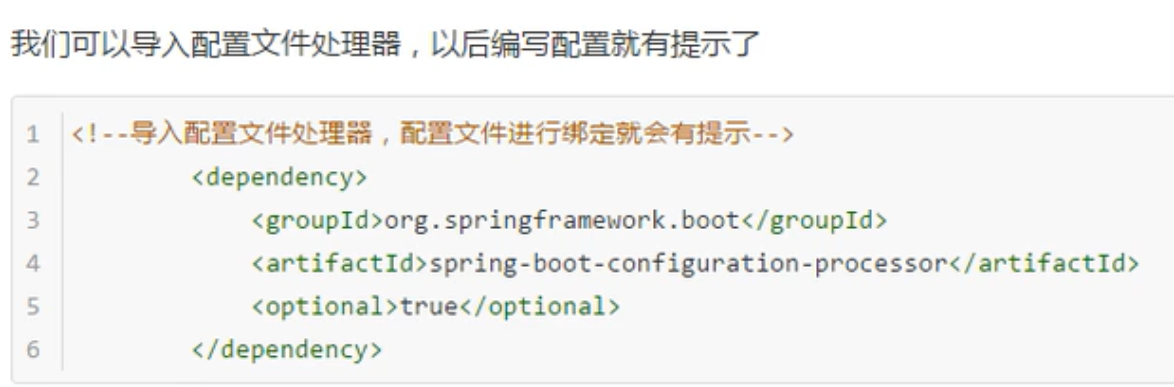 我们可以导入配置文件处理器，以后编写配置就有提示了
1 <!--导入配置文件处理器，配置文件进行绑定就会有提示-->
2         <dependency>
3             <groupId>org.springframework.boot</groupId>
4             <artifactId>spring-boot-configuration-processor</artifactId>
5             <optional>true</optional>
6         </dependency>